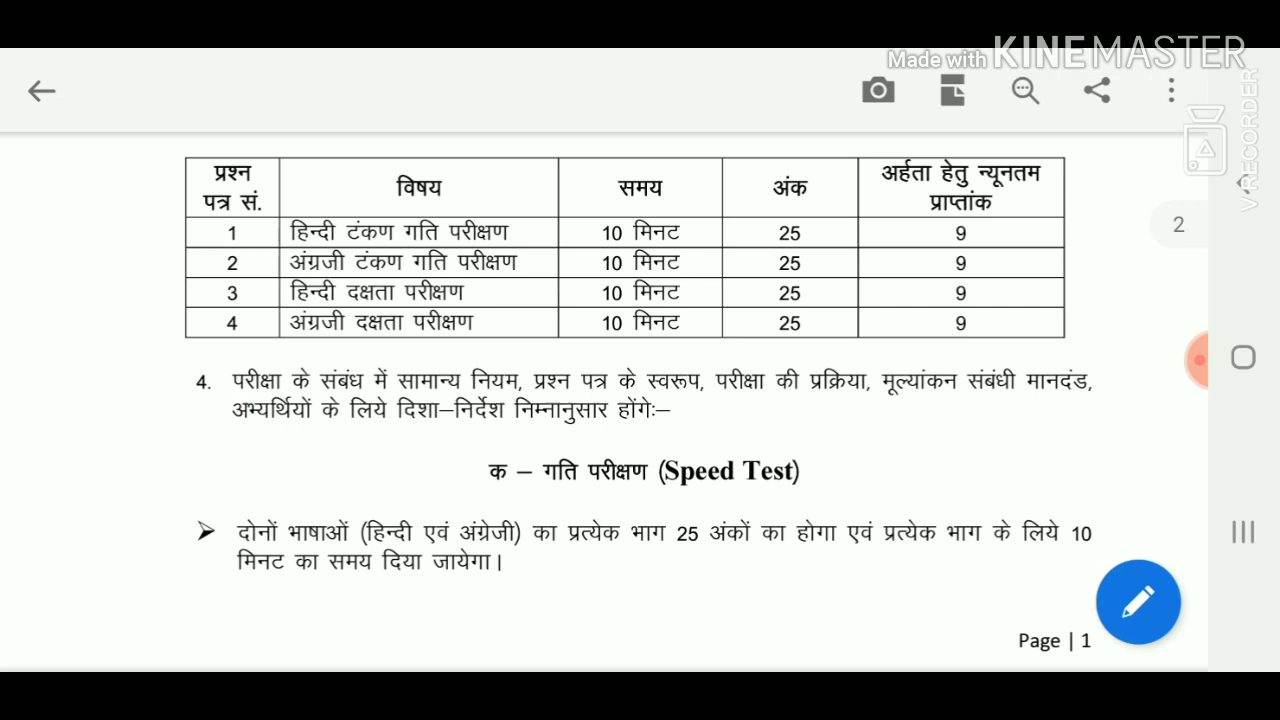 Made with KINEMASTER
VRECORDER
2
प्रश्न पत्र सं. विषय समय अंक अर्हता हेतु न्यूनतम प्राप्तांक
1 हिन्दी टंकण गति परीक्षण 10 मिनट 25 9
2 अंग्रजी टंकण गति परीक्षण 10 मिनट 25 9
3 हिन्दी दक्षता परीक्षण 10 मिनट 25 9
4 अंग्रजी दक्षता परीक्षण 10 मिनट 25 9
4. परीक्षा के संबंध में सामान्य नियम, प्रश्न पत्र के स्वरूप, परीक्षा की प्रक्रिया, मूल्यांकन संबंधी मानदंड,
अभ्यर्थियों के लिये दिशा–निर्देश निम्नानुसार होंगेः–
क – गति परीक्षण (Speed Test)
➢ दोनों भाषाओं (हिन्दी एवं अंग्रेजी) का प्रत्येक भाग 25 अंकों का होगा एवं प्रत्येक भाग के लिये 10
मिनट का समय दिया जायेगा।
Page | 1